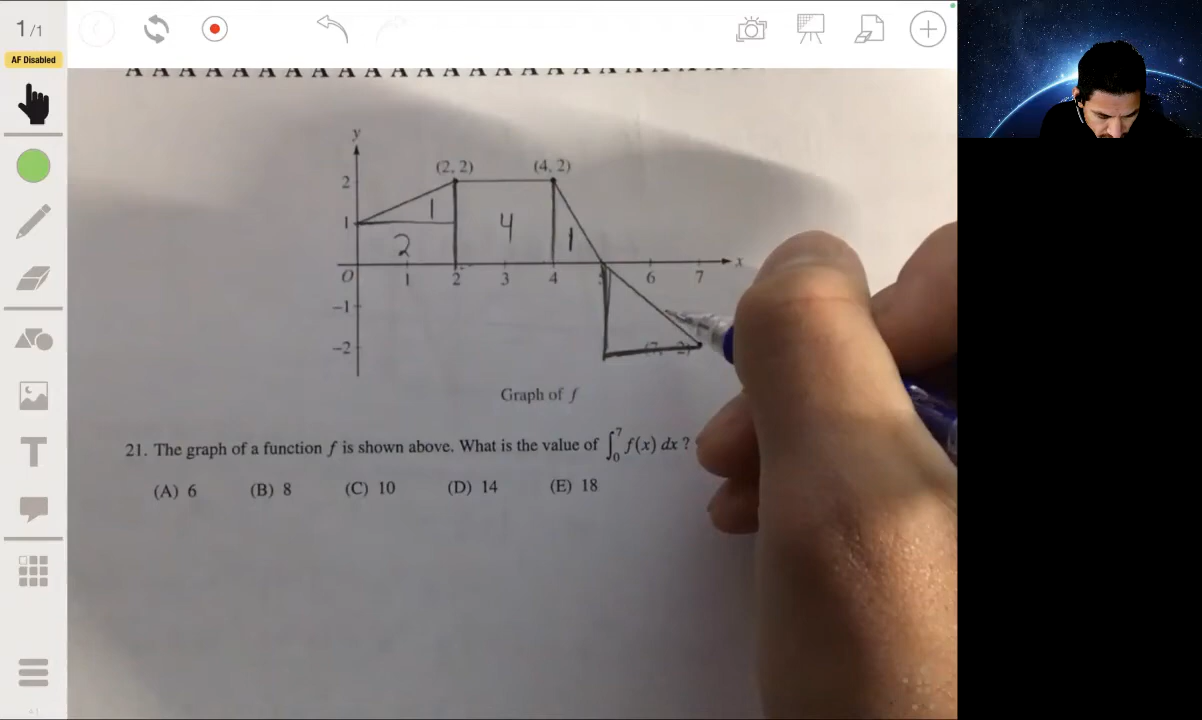 1/1
AF Disabled
T
A A A A A A A A A A A A A A A A A A A A A A
y
(2, 2) (4, 2)
2
1 1 4 1
2
O 1 2 3 4 6 7 x
-1
-2
Graph of f
21. The graph of a function f is shown above. What is the value of ∫₀⁷ f(x) dx ?
(A) 6 (B) 8 (C) 10 (D) 14 (E) 18